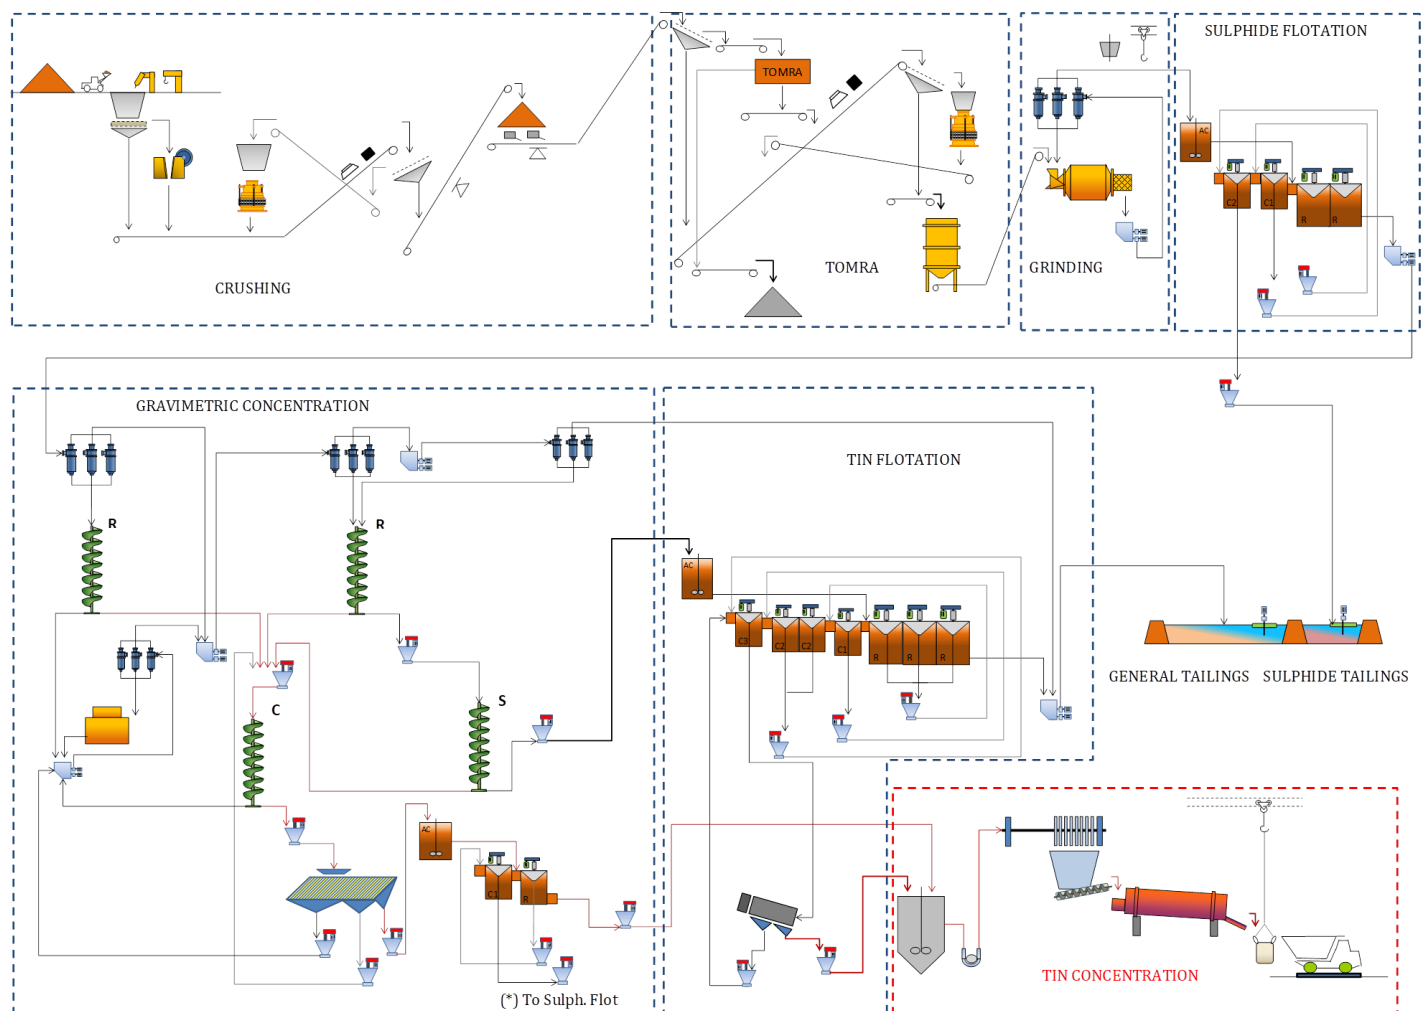 SULPHIDE FLOTATION
TOMRA
AC
C2
C1
R
R
TOMRA
GRINDING
CRUSHING
GRAVIMETRIC CONCENTRATION
TIN FLOTATION
R
R
AC
C3
C2
C2
C1
R
R
R
GENERAL TAILINGS
SULPHIDE TAILINGS
C
S
AC
C1
R
TIN CONCENTRATION
(*) To Sulph. Flot